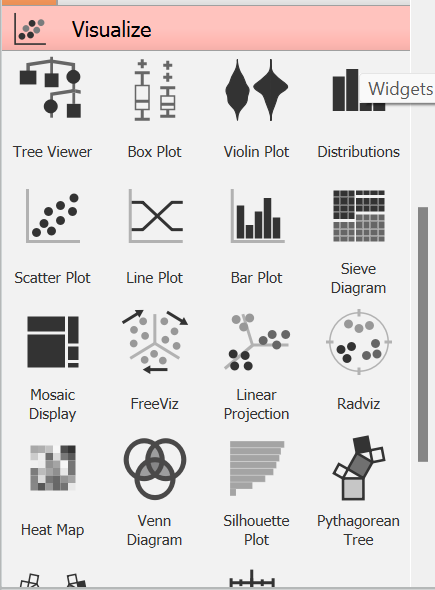 Visualize
Widgets
Tree Viewer
Box Plot
Violin Plot
Distributions
Scatter Plot
Line Plot
Bar Plot
Sieve
Diagram
Mosaic
Display
FreeViz
Linear
Projection
Radviz
Heat Map
Venn
Diagram
Silhouette
Plot
Pythagorean
Tree